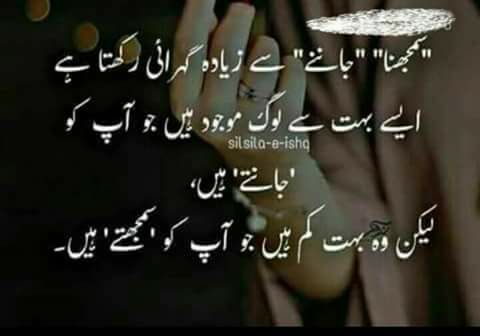 "سمجھنا" "جاننے" سے زیادہ گہرائی رکھتا ہے
ایسے بہت سے لوگ موجود ہیں جو آپ کو
silsila-e-ishq
'جانتے' ہیں،
لیکن وہ بہت کم ہیں جو آپ کو 'سمجھتے' ہیں۔